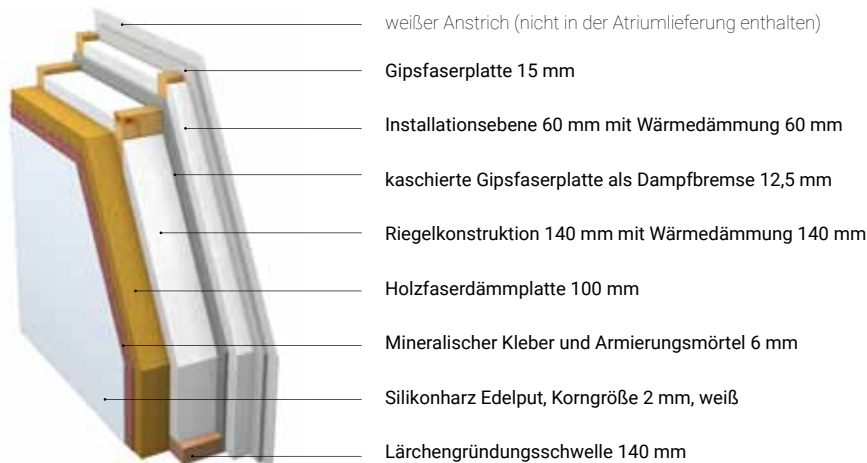 weißer Anstrich (nicht in der Atriumlieferung enthalten)
Gipsfaserplatte 15 mm
Installationsebene 60 mm mit Wärmedämmung 60 mm
kaschierte Gipsfaserplatte als Dampfbremse 12,5 mm
Riegelkonstruktion 140 mm mit Wärmedämmung 140 mm
Holzfaserdämmplatte 100 mm
Mineralischer Kleber und Armierungsmörtel 6 mm
Silikonharz Edelput, Korngröße 2 mm, weiß
Lärchengründungsschwelle 140 mm